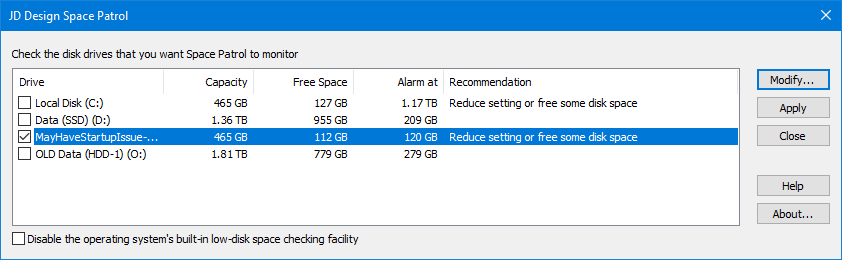 JD Design Space Patrol
Check the disk drives that you want Space Patrol to monitor
Drive Capacity Free Space Alarm at Recommendation
Local Disk (C:) 465 GB 127 GB 1.17 TB Reduce setting or free some disk space
Data (SSD) (D:) 1.36 TB 955 GB 209 GB
MayHaveStartupIssue-... 465 GB 112 GB 120 GB Reduce setting or free some disk space
OLD Data (HDD-1) (O:) 1.81 TB 779 GB 279 GB
Disable the operating system's built-in low-disk space checking facility
Modify...
Apply
Close
Help
About...